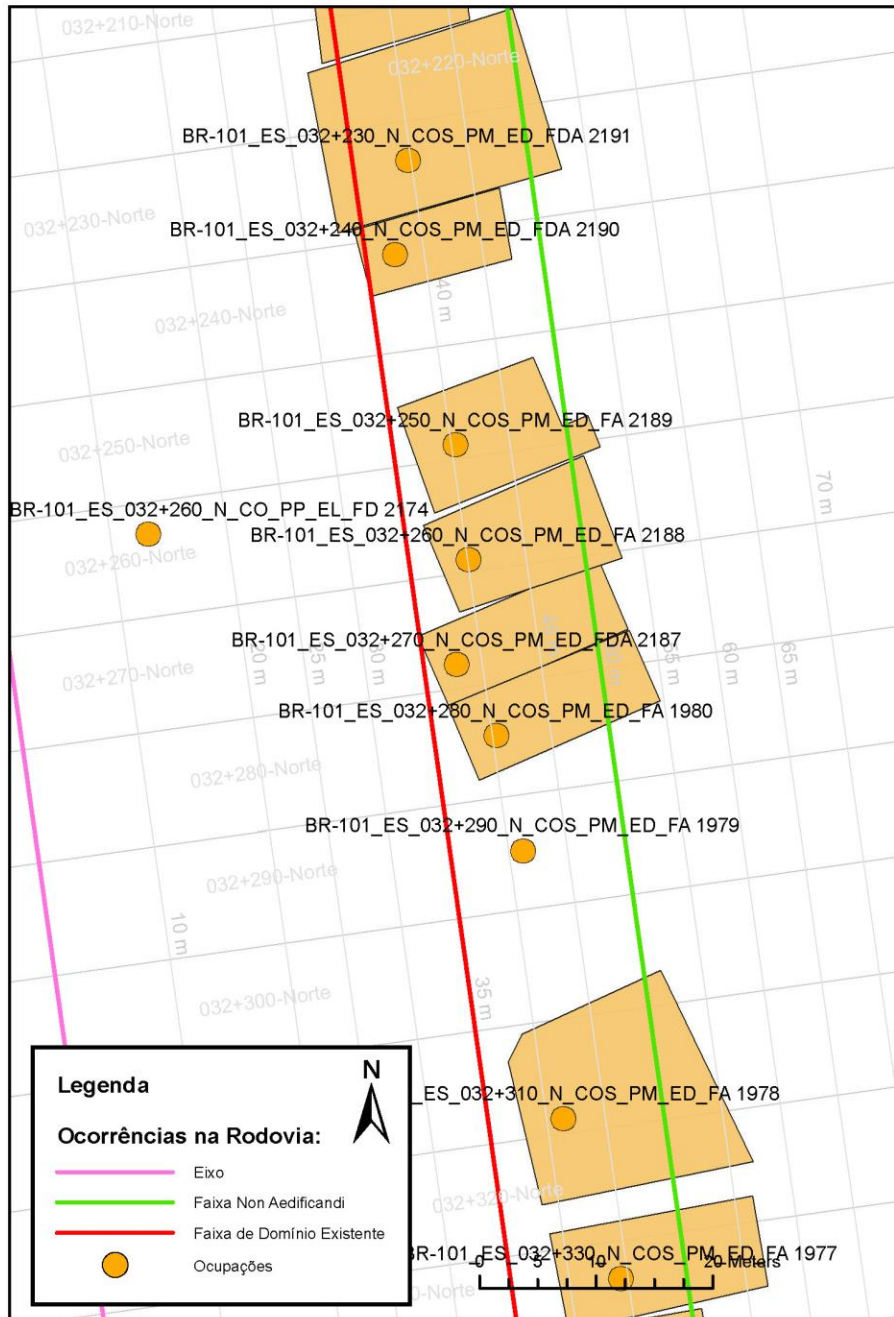 032+210-Norte
032+220-Norte
BR-101_ES_032+230_N_COS_PM_ED_FDA 2191
032+230-Norte
BR-101_ES_032+240_N_COS_PM_ED_FDA 2190
40 m
032+240-Norte
BR-101_ES_032+250_N_COS_PM_ED_FA 2189
032+250-Norte
70 m
BR-101_ES_032+260_N_CO_PP_EL_FD 2174
BR-101_ES_032+260_N_COS_PM_ED_FA 2188
032+260-Norte
BR-101_ES_032+270_N_COS_PM_ED_FDA 2187
032+270-Norte
20 m
25 m
30 m
55 m
60 m
65 m
BR-101_ES_032+280_N_COS_PM_ED_FA 1980
032+280-Norte
BR-101_ES_032+290_N_COS_PM_ED_FA 1979
032+290-Norte
10 m
35 m
032+300-Norte
_ES_032+310_N_COS_PM_ED_FA 1978
032+320-Norte
BR-101_ES_032+330_N_COS_PM_ED_FA 1977
0 5 10 20 Meters
0-Norte
N
Legenda
Ocorrências na Rodovia:
Eixo
Faixa Non Aedificandi
Faixa de Domínio Existente
Ocupações